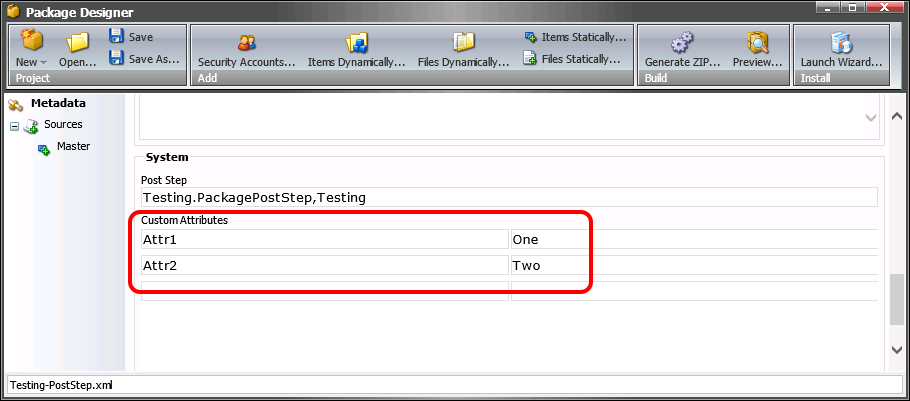 Package Designer
New
Open...
Save
Save As...
Project
Security Accounts...
Items Dynamically...
Files Dynamically...
Items Statically...
Files Statically...
Add
Generate ZIP...
Preview...
Build
Launch Wizard...
Install
Metadata
Sources
Master
System
Post Step
Testing.PackagePostStep,Testing
Custom Attributes
Attr1 One
Attr2 Two
Testing-PostStep.xml